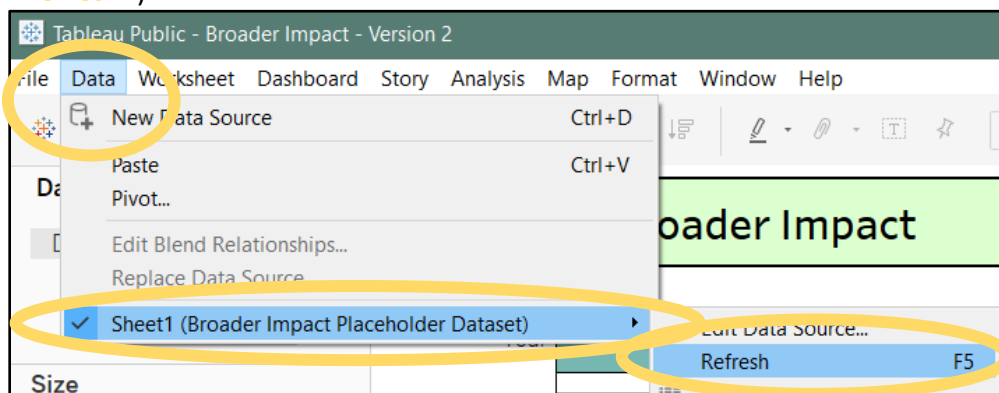 Tableau Public - Broader Impact - Version 2
File Data Worksheet Dashboard Story Analysis Map Format Window Help
New Data Source Ctrl+D
Paste Ctrl+V
Pivot...
Edit Blend Relationships...
Replace Data Source...
Sheet1 (Broader Impact Placeholder Dataset)
oader Impact
Edit Data Source...
Refresh F5
Size